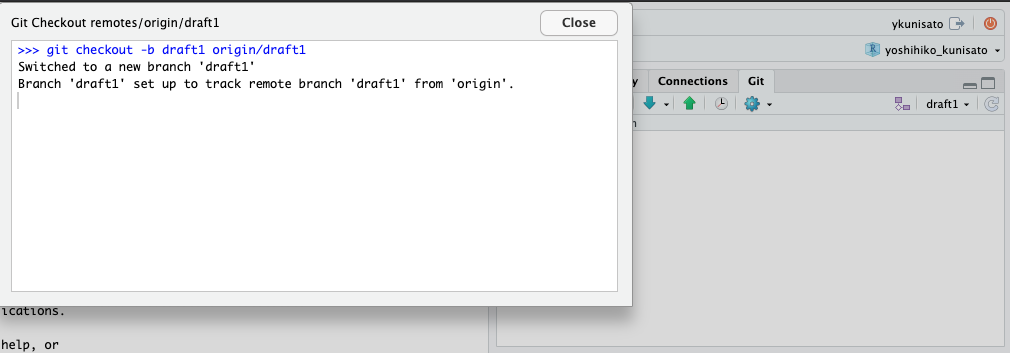 Git Checkout remotes/origin/draft1
Close
>>> git checkout -b draft1 origin/draft1
Switched to a new branch 'draft1'
Branch 'draft1' set up to track remote branch 'draft1' from 'origin'.
ykunisato
R yoshihiko_kunisato
y Connections Git
draft1
n
ications.
help, or